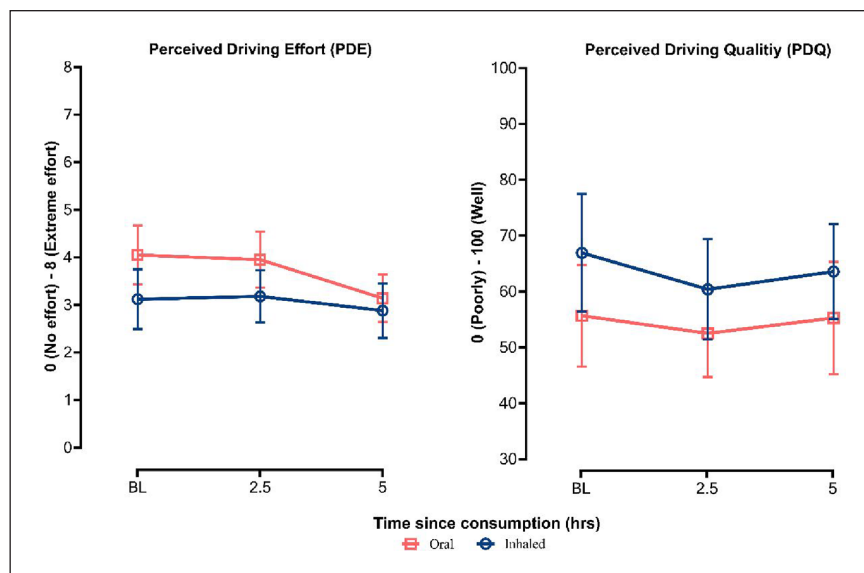 Perceived Driving Effort (PDE)
0 (No effort) - 8 (Extreme effort)
8
7
6
5
4
3
2
1
0
BL
2.5
5
Perceived Driving Qualitiy (PDQ)
0 (Poorly) - 100 (Well)
100
90
80
70
60
50
40
30
BL
2.5
5
Time since consumption (hrs)
Oral Inhaled